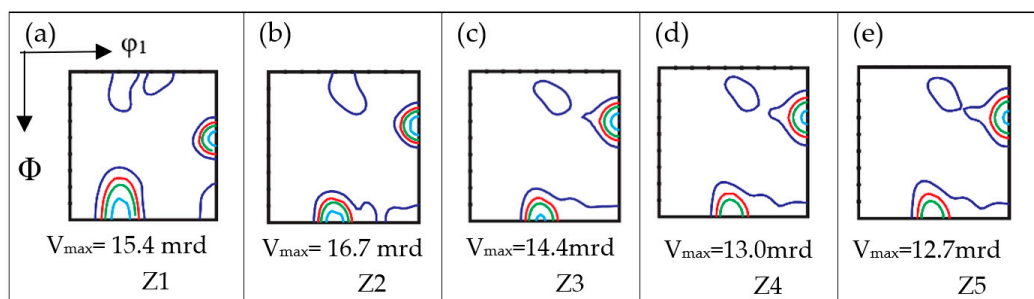 (a) (b) (c) (d) (e)
φ₁
Φ
Vmax= 15.4 mrd Vmax= 16.7 mrd Vmax=14.4mrd Vmax=13.0mrd Vmax=12.7mrd
Z1 Z2 Z3 Z4 Z5